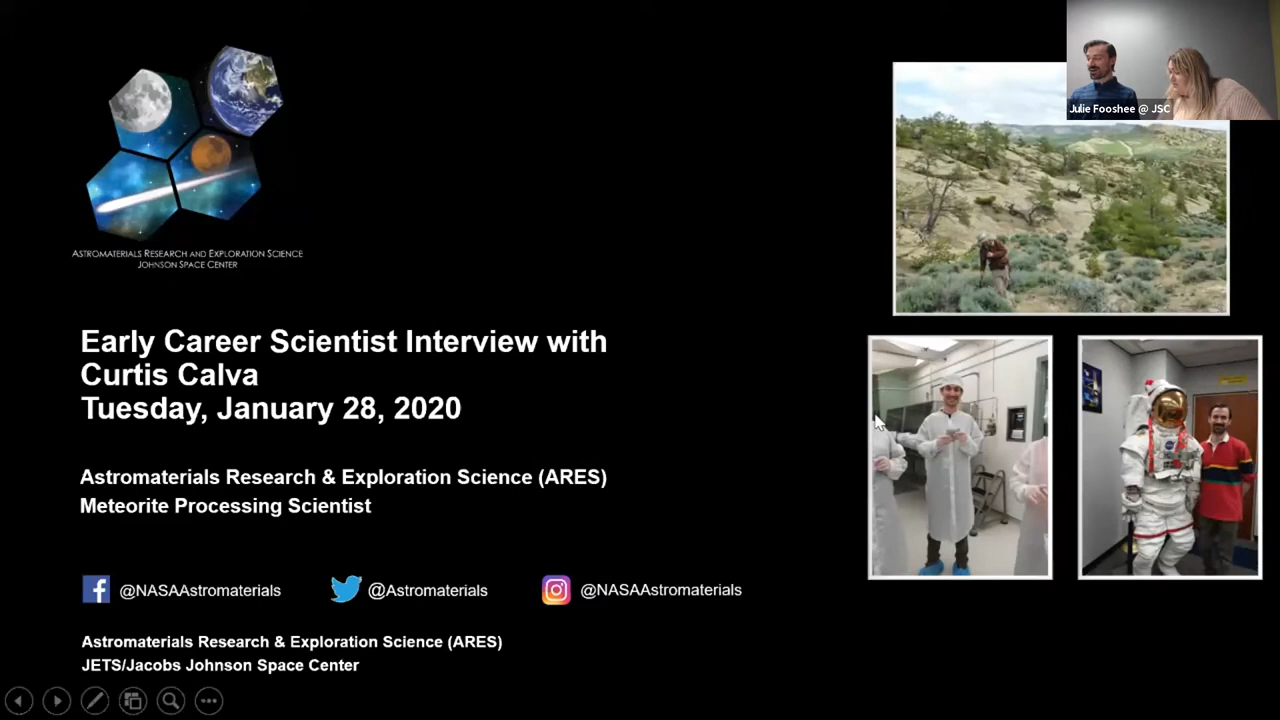 Julie Fooshee @ JSC
ASTROMATERIALS RESEARCH AND EXPLORATION SCIENCE
JOHNSON SPACE CENTER
Early Career Scientist Interview with
Curtis Calva
Tuesday, January 28, 2020
Astromaterials Research & Exploration Science (ARES)
Meteorite Processing Scientist
@NASAAstromaterials
@Astromaterials
@NASAAstromaterials
Astromaterials Research & Exploration Science (ARES)
JETS/Jacobs Johnson Space Center